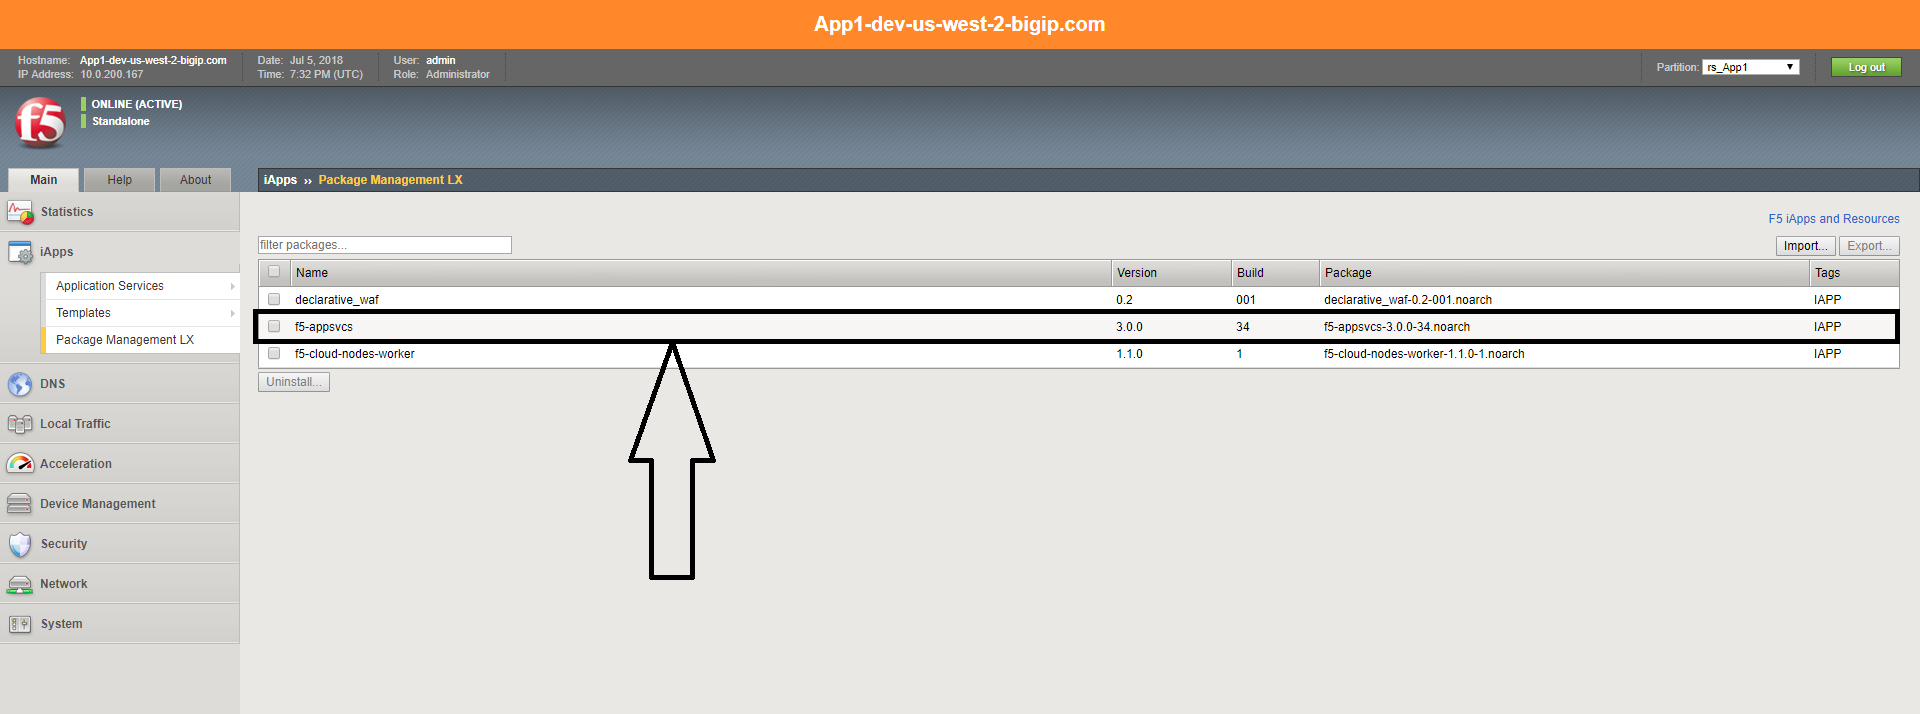 App1-dev-us-west-2-bigip.com
Hostname: App1-dev-us-west-2-bigip.com Date: Jul 5, 2018 User: admin
IP Address: 10.0.200.167 Time: 7:32 PM (UTC) Role: Administrator
Partition: rs_App1 Log out
f5
ONLINE (ACTIVE)
Standalone
Main Help About
iApps ›› Package Management LX
Statistics
iApps
Application Services
Templates
Package Management LX
DNS
Local Traffic
Acceleration
Device Management
Security
Network
System
F5 iApps and Resources
filter packages... Import... Export...
Name Version Build Package Tags
declarative_waf 0.2 001 declarative_waf-0.2-001.noarch IAPP
f5-appsvcs 3.0.0 34 f5-appsvcs-3.0.0-34.noarch IAPP
f5-cloud-nodes-worker 1.1.0 1 f5-cloud-nodes-worker-1.1.0-1.noarch IAPP
Uninstall...